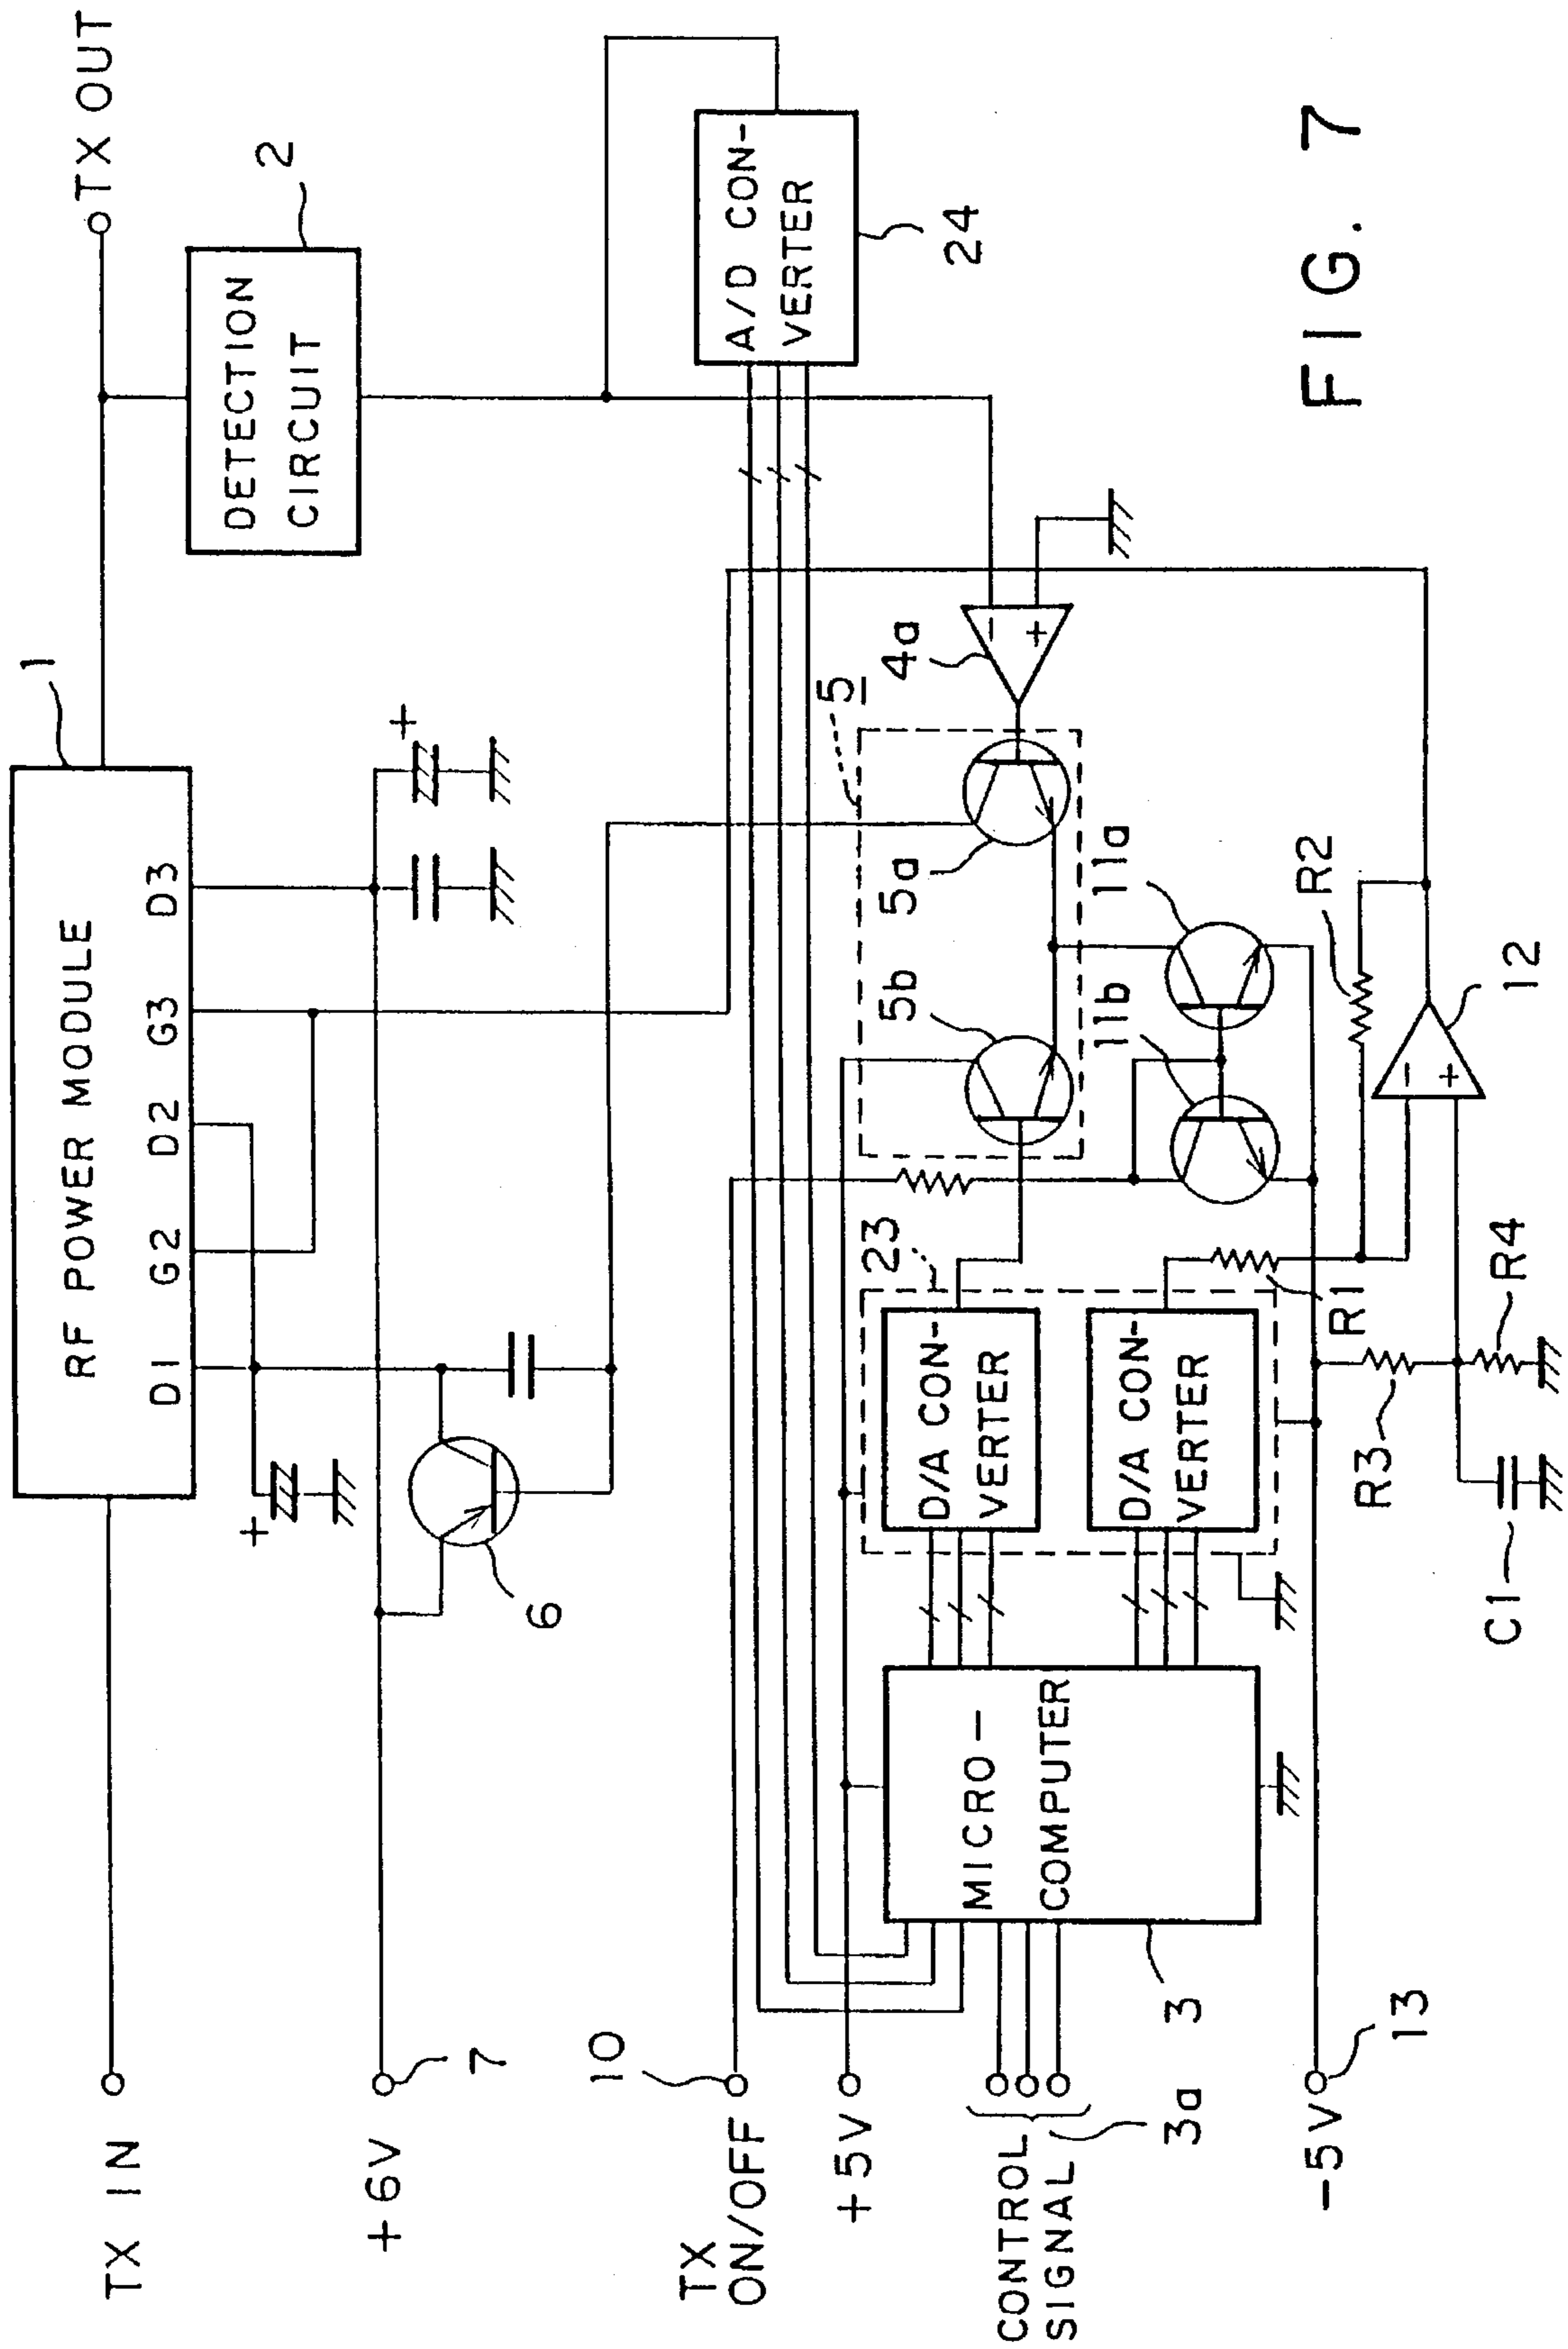 TX IN
TX OUT
1
RF POWER MODULE
D1
G2
D2
G3
D3
DETECTION
CIRCUIT
2
+
+
6
+6V
7
TX
ON/OFF
10
A/D CON-
VERTER
24
+5V
5
4a
5a
5b
-
+
11a
11b
23
D/A CON-
VERTER
D/A CON-
VERTER
MICRO-
COMPUTER
3
CONTROL
SIGNAL
3a
-5V
13
R1
R2
R3
R4
C1
-
+
12
FIG. 7